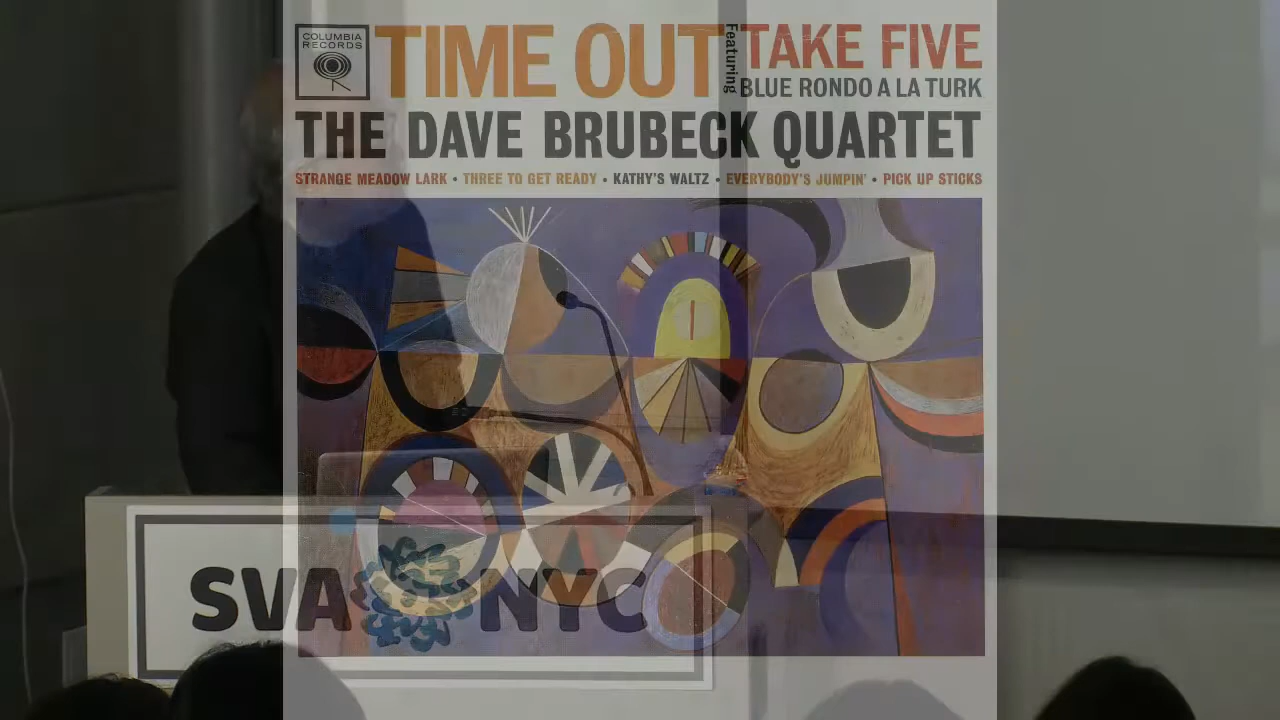 COLUMBIA
RECORDS
TIME OUT
Featuring
TAKE FIVE
BLUE RONDO A LA TURK
THE DAVE BRUBECK QUARTET
STRANGE MEADOW LARK • THREE TO GET READY • KATHY'S WALTZ • EVERYBODY'S JUMPIN' • PICK UP STICKS
SVA NYC